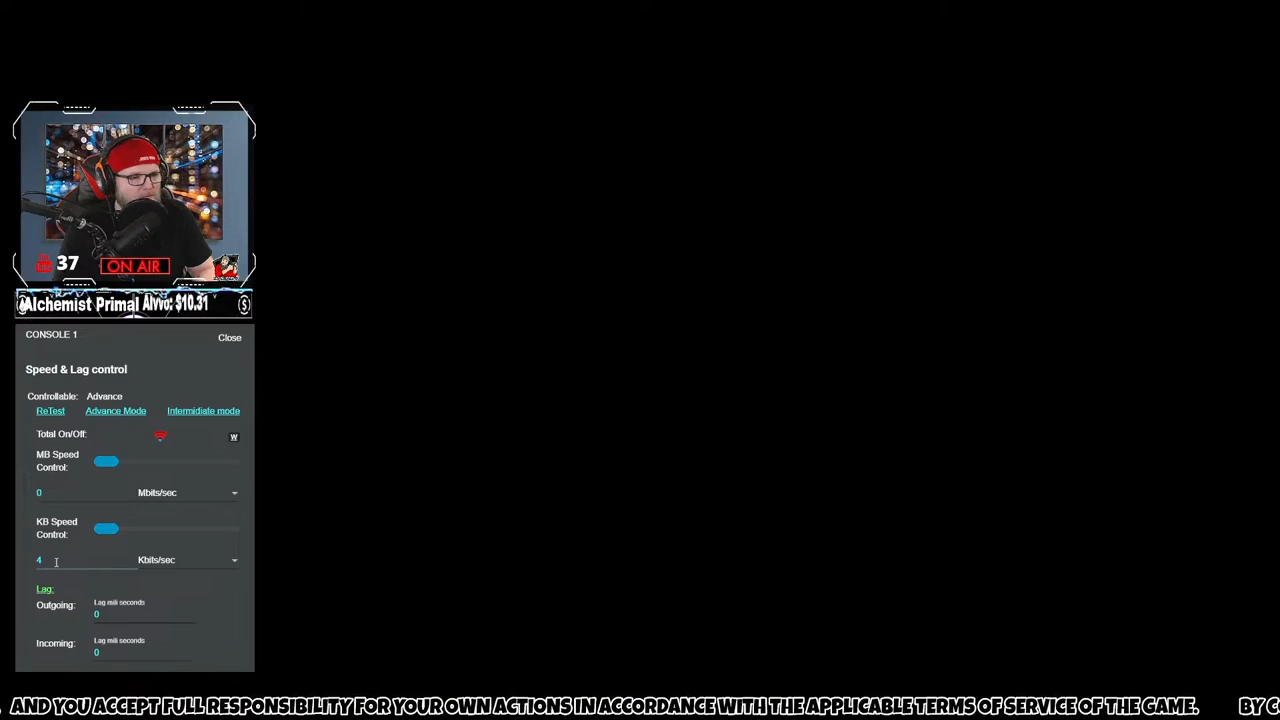 37
ON AIR
Alchemist Primal Alvvo: $10.31
CONSOLE 1
Close
Speed & Lag control
Controllable: Advance
ReTest Advance Mode Intermidiate mode
Total On/Off: W
MB Speed
Control:
0 Mbits/sec
KB Speed
Control:
4 Kbits/sec
Lag:
Outgoing: Lag mili seconds
0
Incoming: Lag mili seconds
0
AND YOU ACCEPT FULL RESPONSIBILITY FOR YOUR OWN ACTIONS IN ACCORDANCE WITH THE APPLICABLE TERMS OF SERVICE OF THE GAME. BY